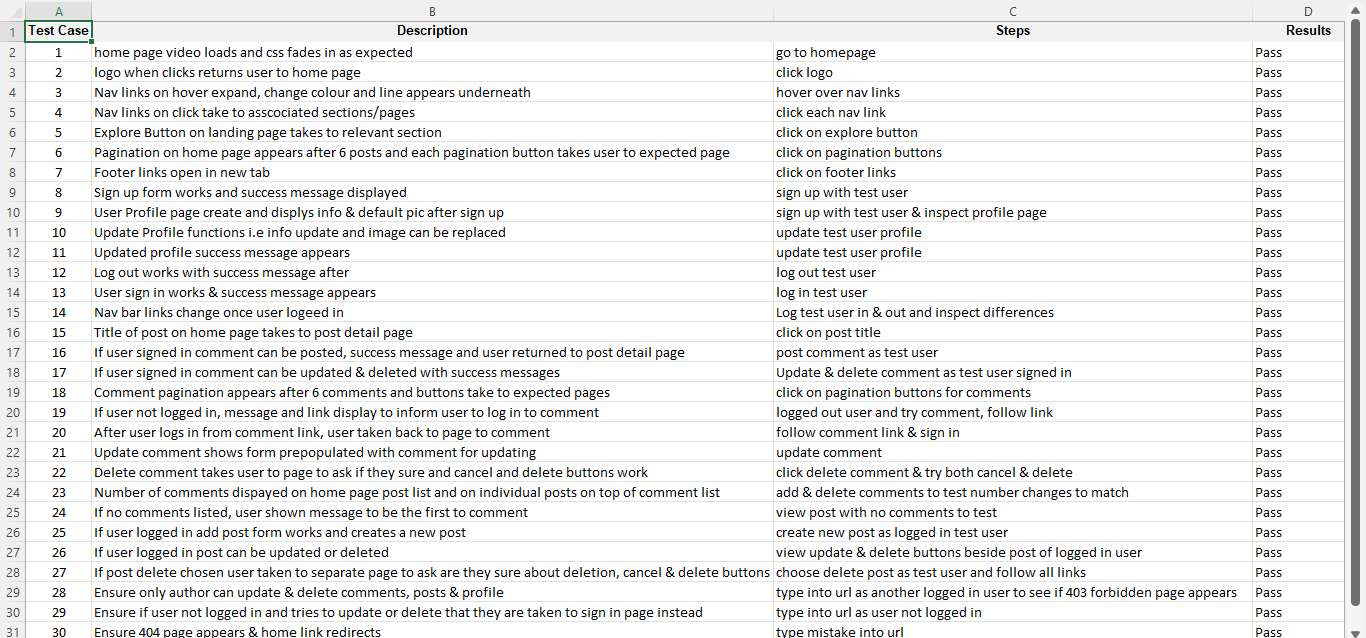 A B C D
1 Test Case Description Steps Results
2 1 home page video loads and css fades in as expected go to homepage Pass
3 2 logo when clicks returns user to home page click logo Pass
4 3 Nav links on hover expand, change colour and line appears underneath hover over nav links Pass
5 4 Nav links on click take to asscociated sections/pages click each nav link Pass
6 5 Explore Button on landing page takes to relevant section click on explore button Pass
7 6 Pagination on home page appears after 6 posts and each pagination button takes user to expected page click on pagination buttons Pass
8 7 Footer links open in new tab click on footer links Pass
9 8 Sign up form works and success message displayed sign up with test user Pass
10 9 User Profile page create and displys info & default pic after sign up sign up with test user & inspect profile page Pass
11 10 Update Profile functions i.e info update and image can be replaced update test user profile Pass
12 11 Updated profile success message appears update test user profile Pass
13 12 Log out works with success message after log out test user Pass
14 13 User sign in works & success message appears log in test user Pass
15 14 Nav bar links change once user logeed in Log test user in & out and inspect differences Pass
16 15 Title of post on home page takes to post detail page click on post title Pass
17 16 If user signed in comment can be posted, success message and user returned to post detail page post comment as test user Pass
18 17 If user signed in comment can be updated & deleted with success messages Update & delete comment as test user signed in Pass
19 18 Comment pagination appears after 6 comments and buttons take to expected pages click on pagination buttons for comments Pass
20 19 If user not logged in, message and link display to inform user to log in to comment logged out user and try comment, follow link Pass
21 20 After user logs in from comment link, user taken back to page to comment follow comment link & sign in Pass
22 21 Update comment shows form prepopulated with comment for updating update comment Pass
23 22 Delete comment takes user to page to ask if they sure and cancel and delete buttons work click delete comment & try both cancel & delete Pass
24 23 Number of comments dispayed on home page post list and on individual posts on top of comment list add & delete comments to test number changes to match Pass
25 24 If no comments listed, user shown message to be the first to comment view post with no comments to test Pass
26 25 If user logged in add post form works and creates a new post create new post as logged in test user Pass
27 26 If user logged in post can be updated or deleted view update & delete buttons beside post of logged in user Pass
28 27 If post delete chosen user taken to separate page to ask are they sure about deletion, cancel & delete buttons choose delete post as test user and follow all links Pass
29 28 Ensure only author can update & delete comments, posts & profile type into url as another logged in user to see if 403 forbidden page appears Pass
30 29 Ensure if user not logged in and tries to update or delete that they are taken to sign in page instead type into url as user not logged in Pass
31 30 Ensure 404 page appears & home link redirects type mistake into url Pass